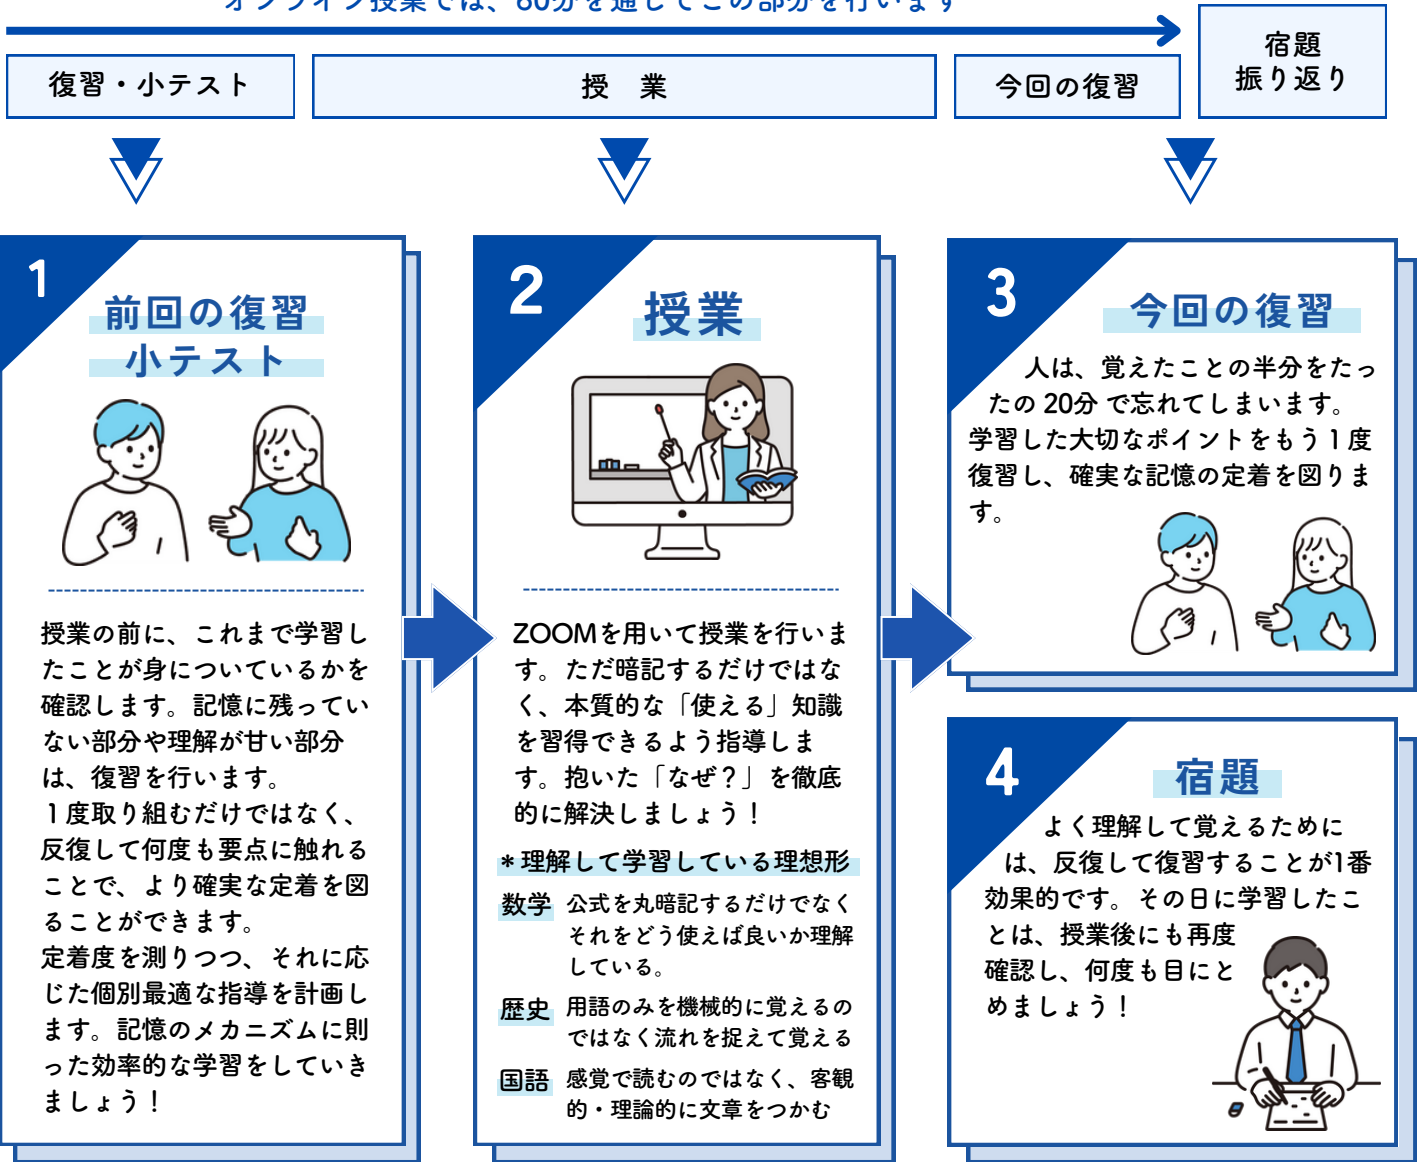 オンライン授業では、60分を通してこの部分を行います
復習・小テスト
授　業
今回の復習
宿題
振り返り
1
前回の復習
小テスト
授業の前に、これまで学習し
たことが身についているかを
確認します。記憶に残ってい
ない部分や理解が甘い部分
は、復習を行います。
１度取り組むだけではなく、
反復して何度も要点に触れる
ことで、より確実な定着を図
ることができます。
定着度を測りつつ、それに応
じた個別最適な指導を計画し
ます。記憶のメカニズムに則
った効率的な学習をしていき
ましょう！
2
授業
ZOOMを用いて授業を行いま
す。ただ暗記するだけではな
く、本質的な「使える」知識
を習得できるよう指導しま
す。抱いた「なぜ？」を徹底
的に解決しましょう！
＊理解して学習している理想形
数学 公式を丸暗記するだけでなく
それをどう使えば良いか理解
している。
歴史 用語のみを機械的に覚えるの
ではなく流れを捉えて覚える
国語 感覚で読むのではなく、客観
的・理論的に文章をつかむ
3
今回の復習
人は、覚えたことの半分をたっ
たの 20分 で忘れてしまいます。
学習した大切なポイントをもう１度
復習し、確実な記憶の定着を図りま
す。
4
宿題
よく理解して覚えるために
は、反復して復習することが1番
効果的です。その日に学習したこ
とは、授業後にも再度
確認し、何度も目にと
めましょう！